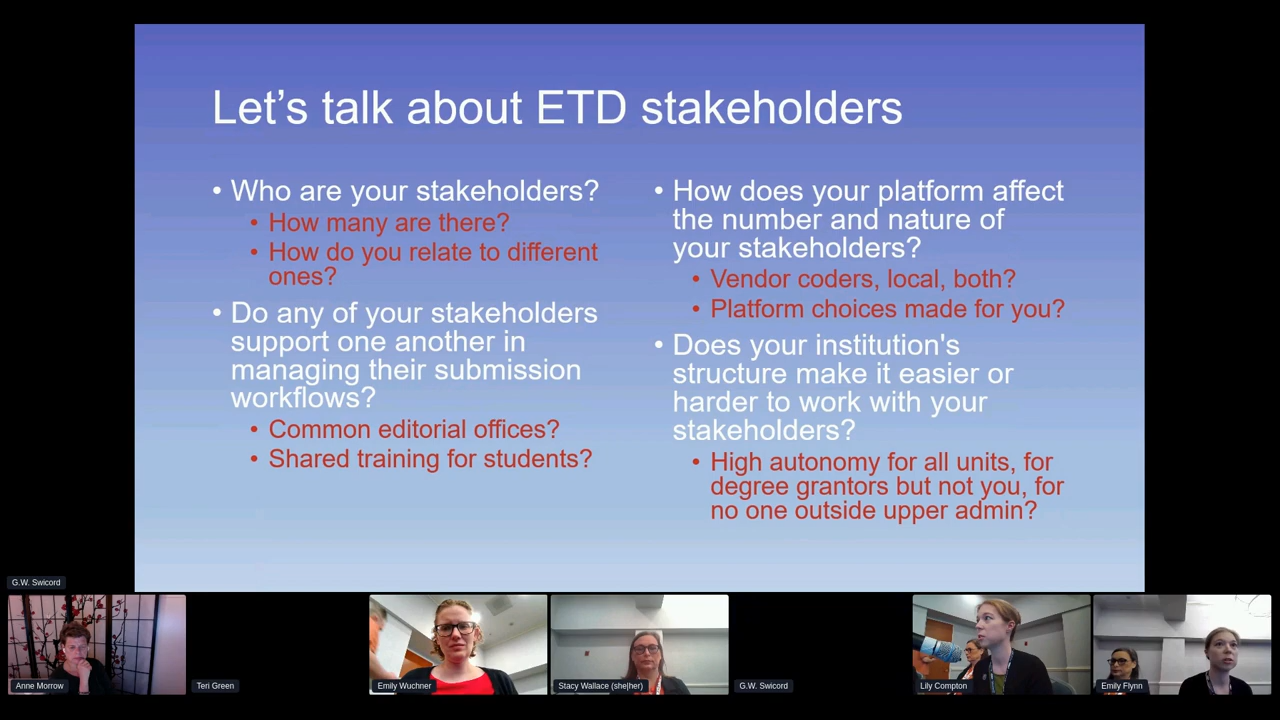 Let's talk about ETD stakeholders
• Who are your stakeholders?
• How many are there?
• How do you relate to different
ones?
• Do any of your stakeholders
support one another in
managing their submission
workflows?
• Common editorial offices?
• Shared training for students?
• How does your platform affect
the number and nature of
your stakeholders?
• Vendor coders, local, both?
• Platform choices made for you?
• Does your institution's
structure make it easier or
harder to work with your
stakeholders?
• High autonomy for all units, for
degree grantors but not you, for
no one outside upper admin?
G.W. Swicord
Anne Morrow
Teri Green
Emily Wuchner
Stacy Wallace (she|her)
G.W. Swicord
Lily Compton
Emily Flynn